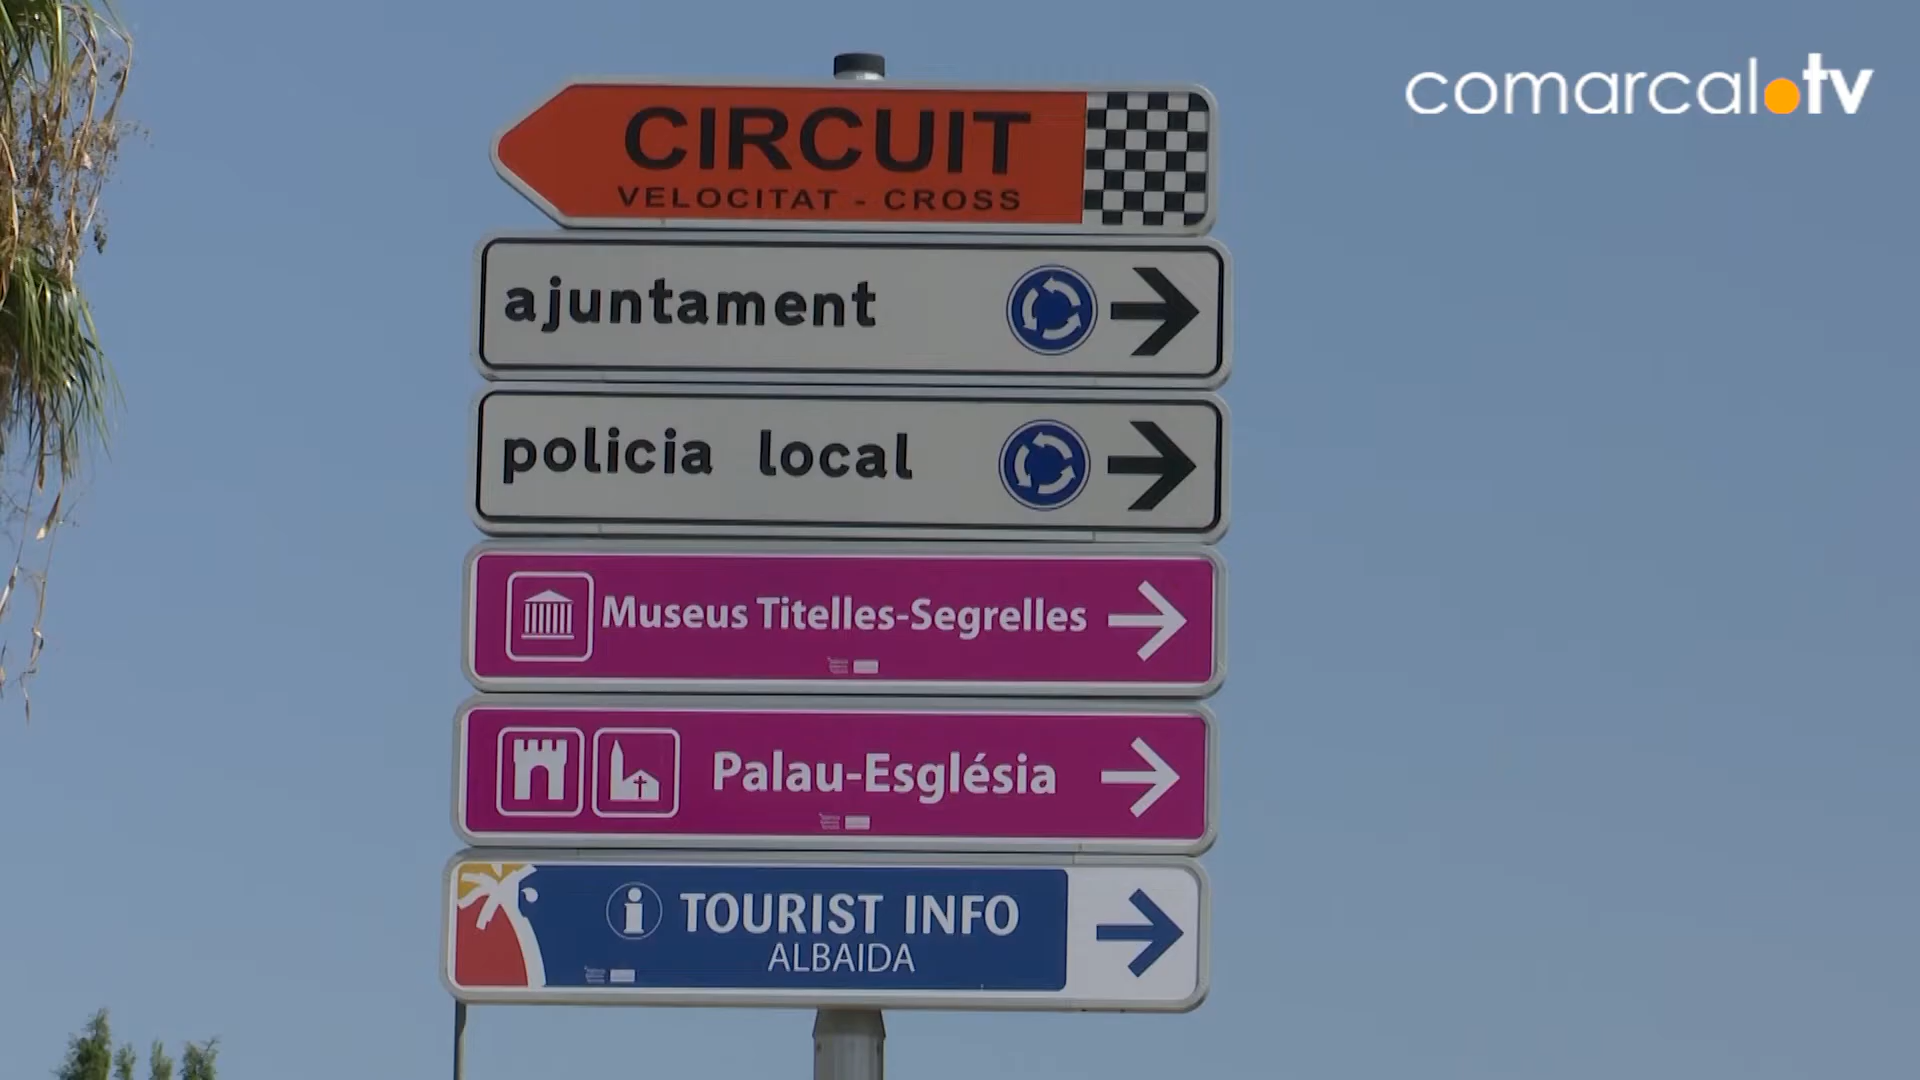 comarcal.tv
CIRCUIT
VELOCITAT - CROSS
ajuntament
policia local
Museus Titelles-Segrelles
Palau-Església
i TOURIST INFO
ALBAIDA